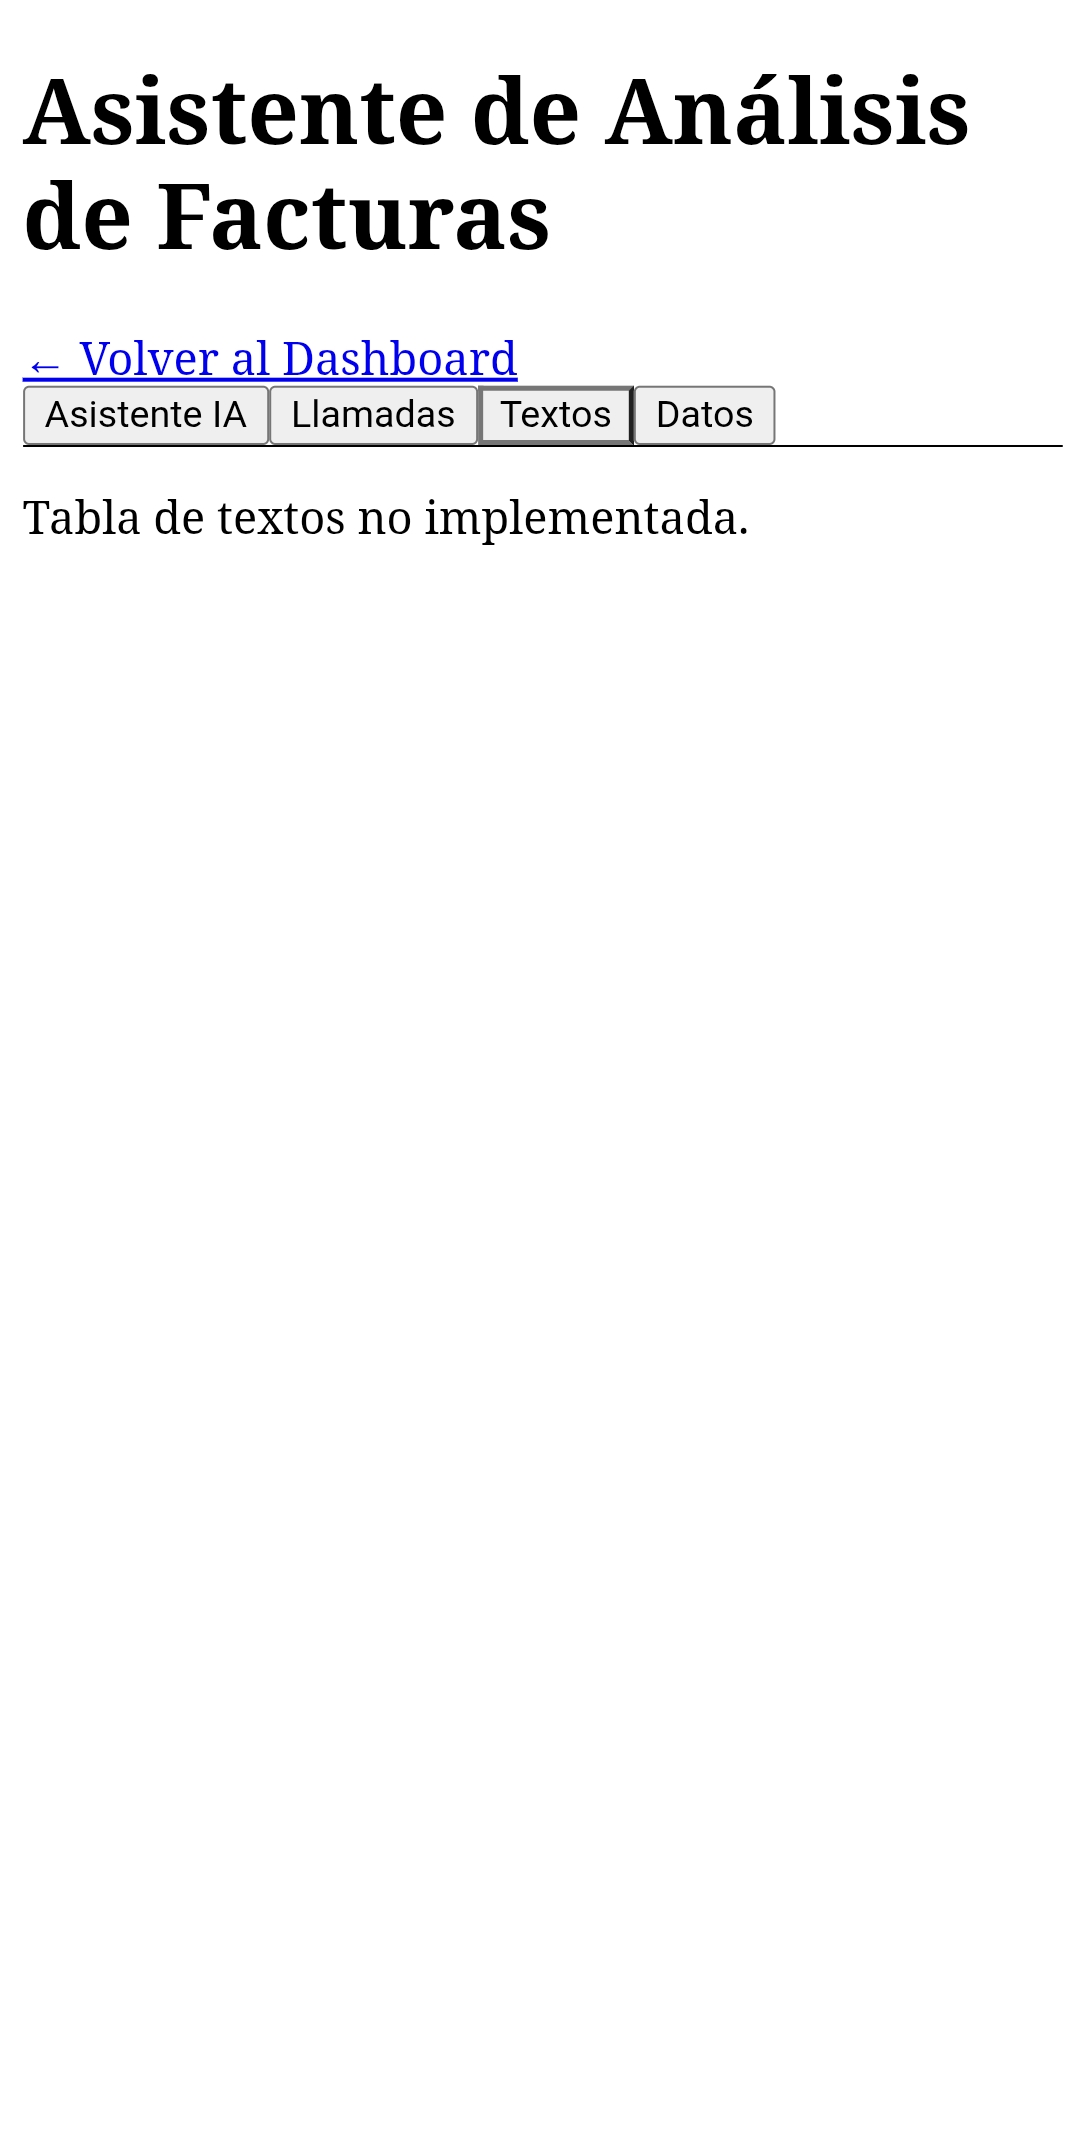 Asistente de Análisis
de Facturas
← Volver al Dashboard
Asistente IA Llamadas Textos Datos
Tabla de textos no implementada.